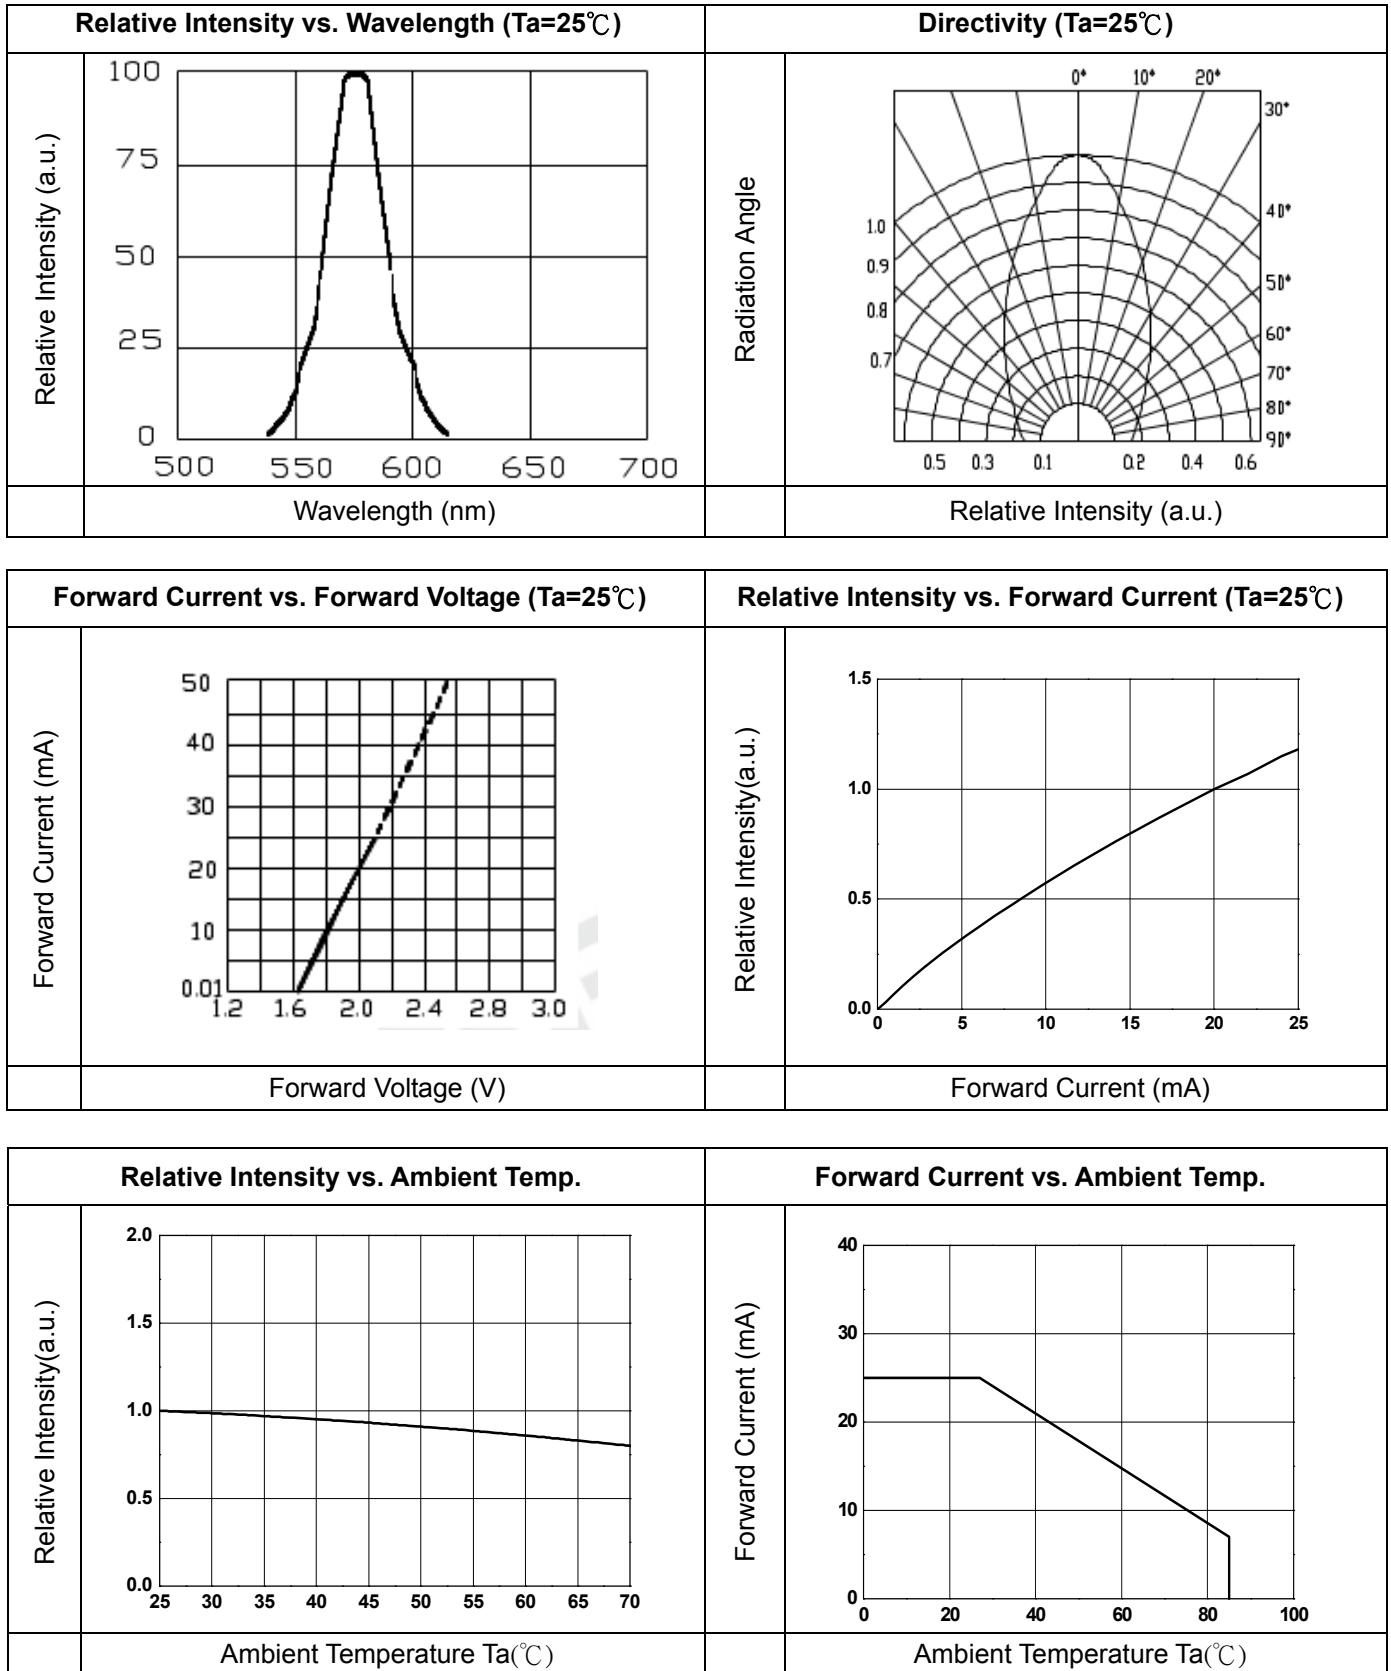 Relative Intensity vs. Wavelength (Ta=25℃)
Directivity (Ta=25℃)
Relative Intensity (a.u.)
100
75
50
25
0
500 550 600 650 700
Wavelength (nm)
Radiation Angle
0° 10° 20°
30°
40°
50°
60°
70°
80°
90°
1.0
0.9
0.8
0.7
0.5 0.3 0.1 0.2 0.4 0.6
Relative Intensity (a.u.)
Forward Current vs. Forward Voltage (Ta=25℃)
Relative Intensity vs. Forward Current (Ta=25℃)
Forward Current (mA)
50
40
30
20
10
0.01
1.2 1.6 2.0 2.4 2.8 3.0
Forward Voltage (V)
Relative Intensity(a.u.)
1.5
1.0
0.5
0.0
0 5 10 15 20 25
Forward Current (mA)
Relative Intensity vs. Ambient Temp.
Forward Current vs. Ambient Temp.
Relative Intensity(a.u.)
2.0
1.5
1.0
0.5
0.0
25 30 35 40 45 50 55 60 65 70
Ambient Temperature Ta(℃)
Forward Current (mA)
40
30
20
10
0
0 20 40 60 80 100
Ambient Temperature Ta(℃)